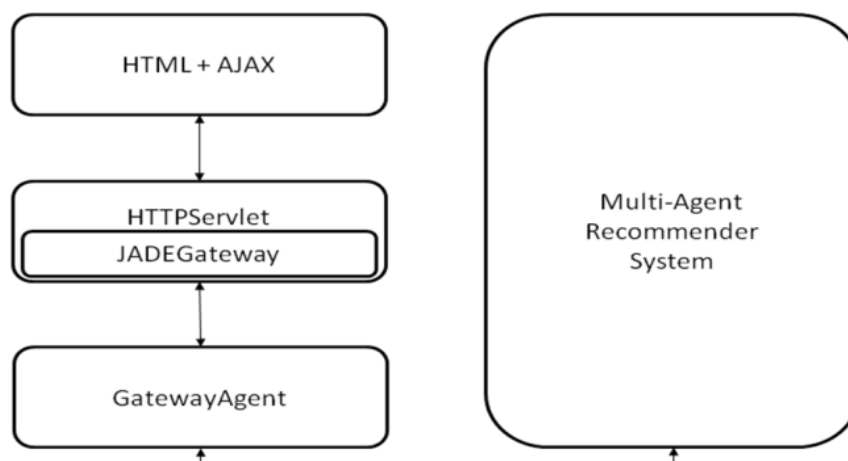 HTML + AJAX
HTTPServlet
JADEGateway
GatewayAgent
Multi-Agent
Recommender
System